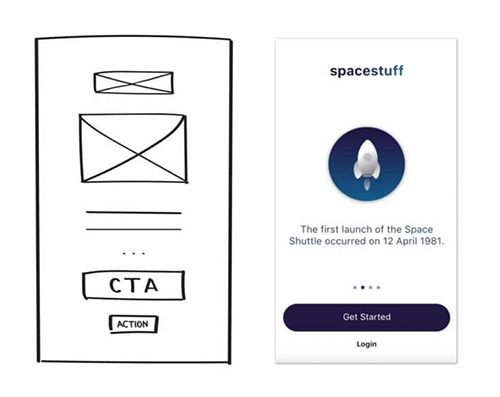 CTA
ACTION
spacestuff
The first launch of the Space
Shuttle occurred on 12 April 1981.
Get Started
Login